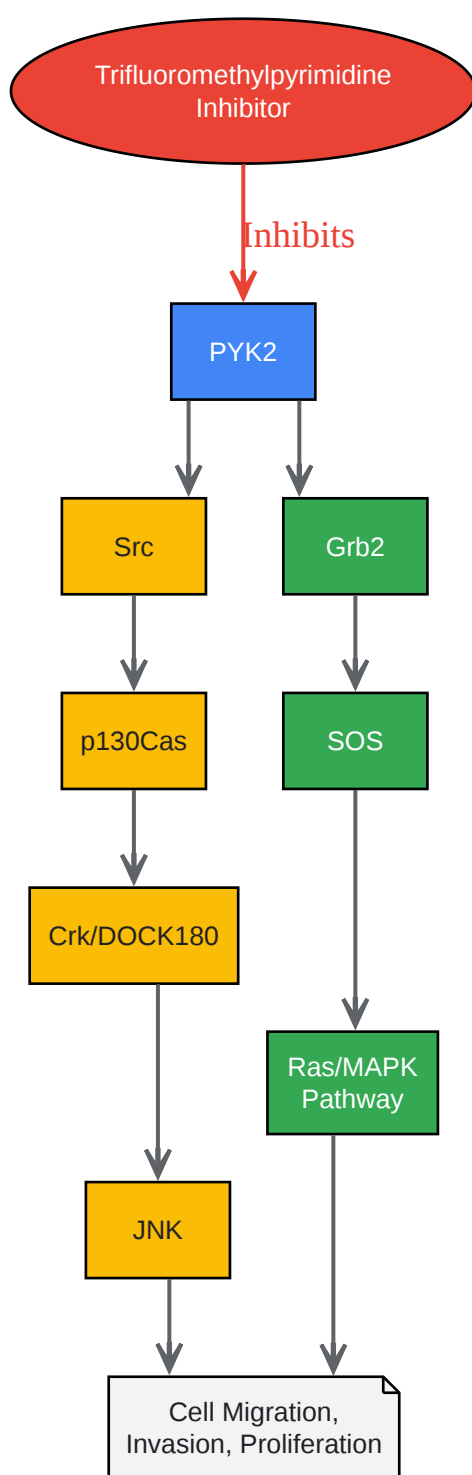 Trifluoromethylpyrimidine
Inhibitor
Inhibits
PYK2
Src
Grb2
p130Cas
SOS
Crk/DOCK180
Ras/MAPK
Pathway
JNK
Cell Migration,
Invasion, Proliferation